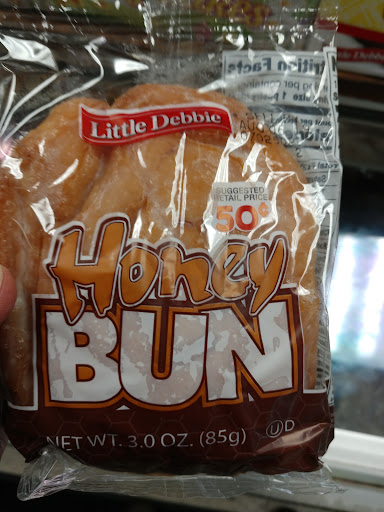 Little Debbie
SUGGESTED
RETAIL PRICE
50¢
Honey
BUN
NET WT. 3.0 OZ. (85g)
U D